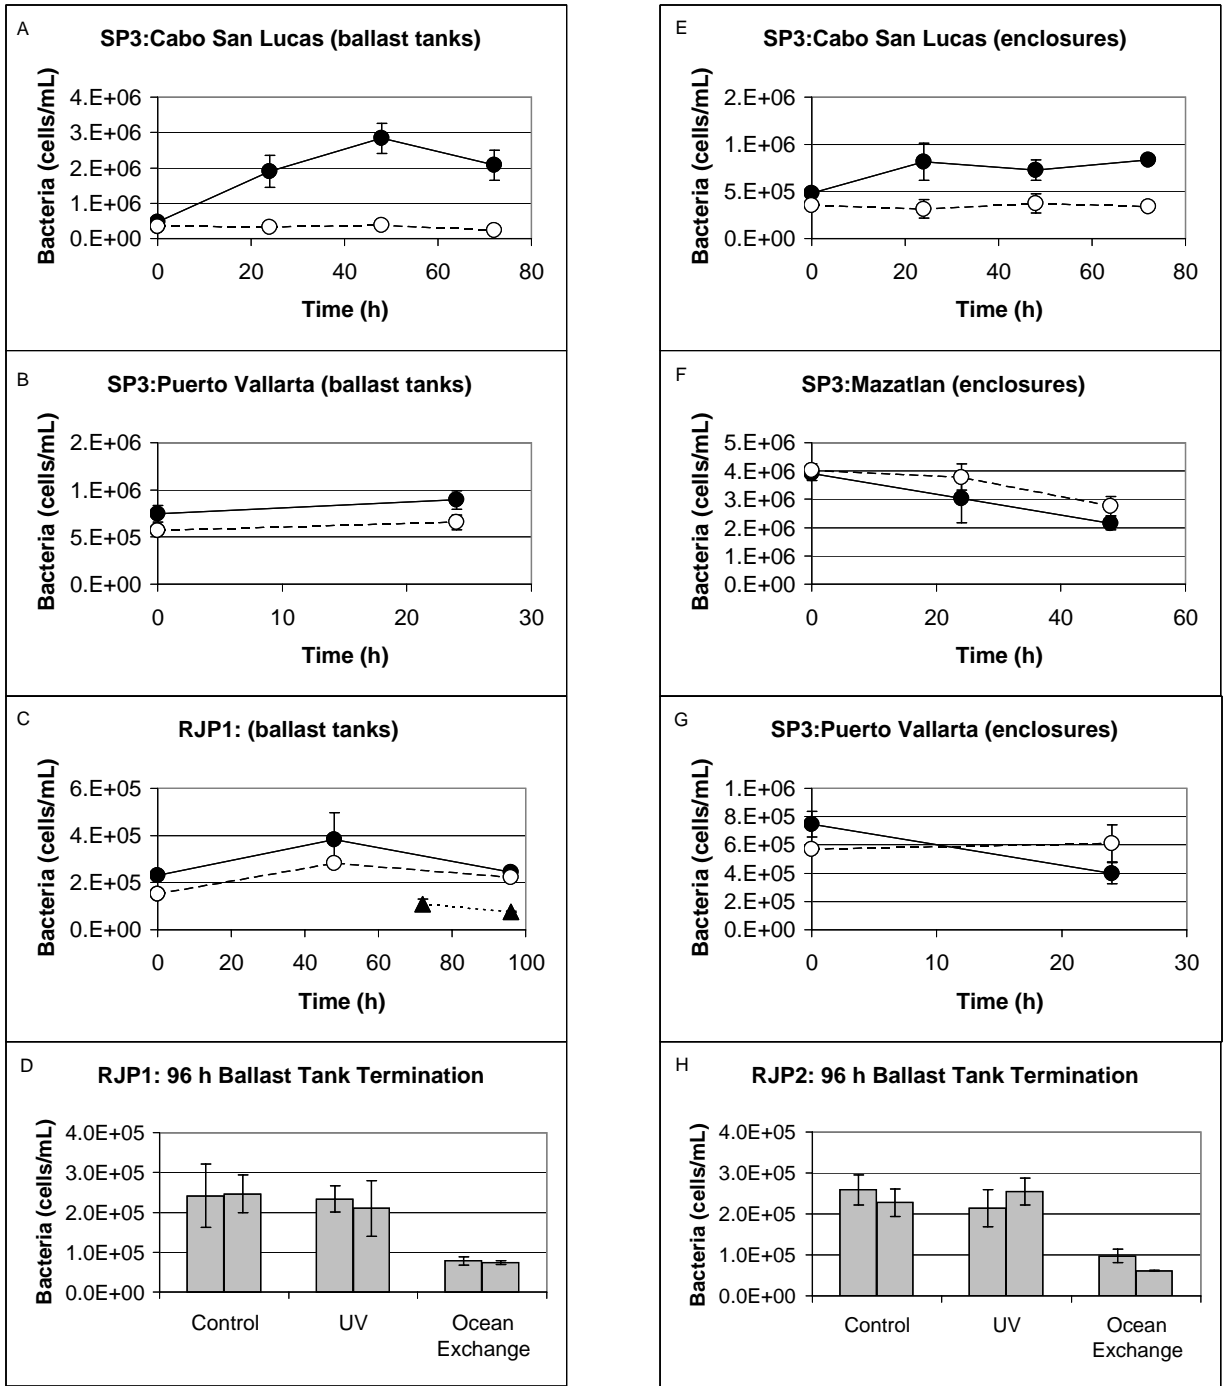 A
SP3:Cabo San Lucas (ballast tanks)
Bacteria (cells/mL)
4.E+06
3.E+06
2.E+06
1.E+06
0.E+00
0 20 40 60 80
Time (h)
B
SP3:Puerto Vallarta (ballast tanks)
Bacteria (cells/mL)
2.E+06
1.E+06
5.E+05
0.E+00
0 10 20 30
Time (h)
C
RJP1: (ballast tanks)
Bacteria (cells/mL)
6.E+05
4.E+05
2.E+05
0.E+00
0 20 40 60 80 100
Time (h)
D
RJP1: 96 h Ballast Tank Termination
Bacteria (cells/mL)
4.0E+05
3.0E+05
2.0E+05
1.0E+05
0.0E+00
Control UV Ocean
Exchange
E
SP3:Cabo San Lucas (enclosures)
Bacteria (cells/mL)
2.E+06
1.E+06
5.E+05
0.E+00
0 20 40 60 80
Time (h)
F
SP3:Mazatlan (enclosures)
Bacteria (cells/mL)
5.E+06
4.E+06
3.E+06
2.E+06
1.E+06
0.E+00
0 20 40 60
Time (h)
G
SP3:Puerto Vallarta (enclosures)
Bacteria (cells/mL)
1.E+06
8.E+05
6.E+05
4.E+05
2.E+05
0.E+00
0 10 20 30
Time (h)
H
RJP2: 96 h Ballast Tank Termination
Bacteria (cells/mL)
4.0E+05
3.0E+05
2.0E+05
1.0E+05
0.0E+00
Control UV Ocean
Exchange